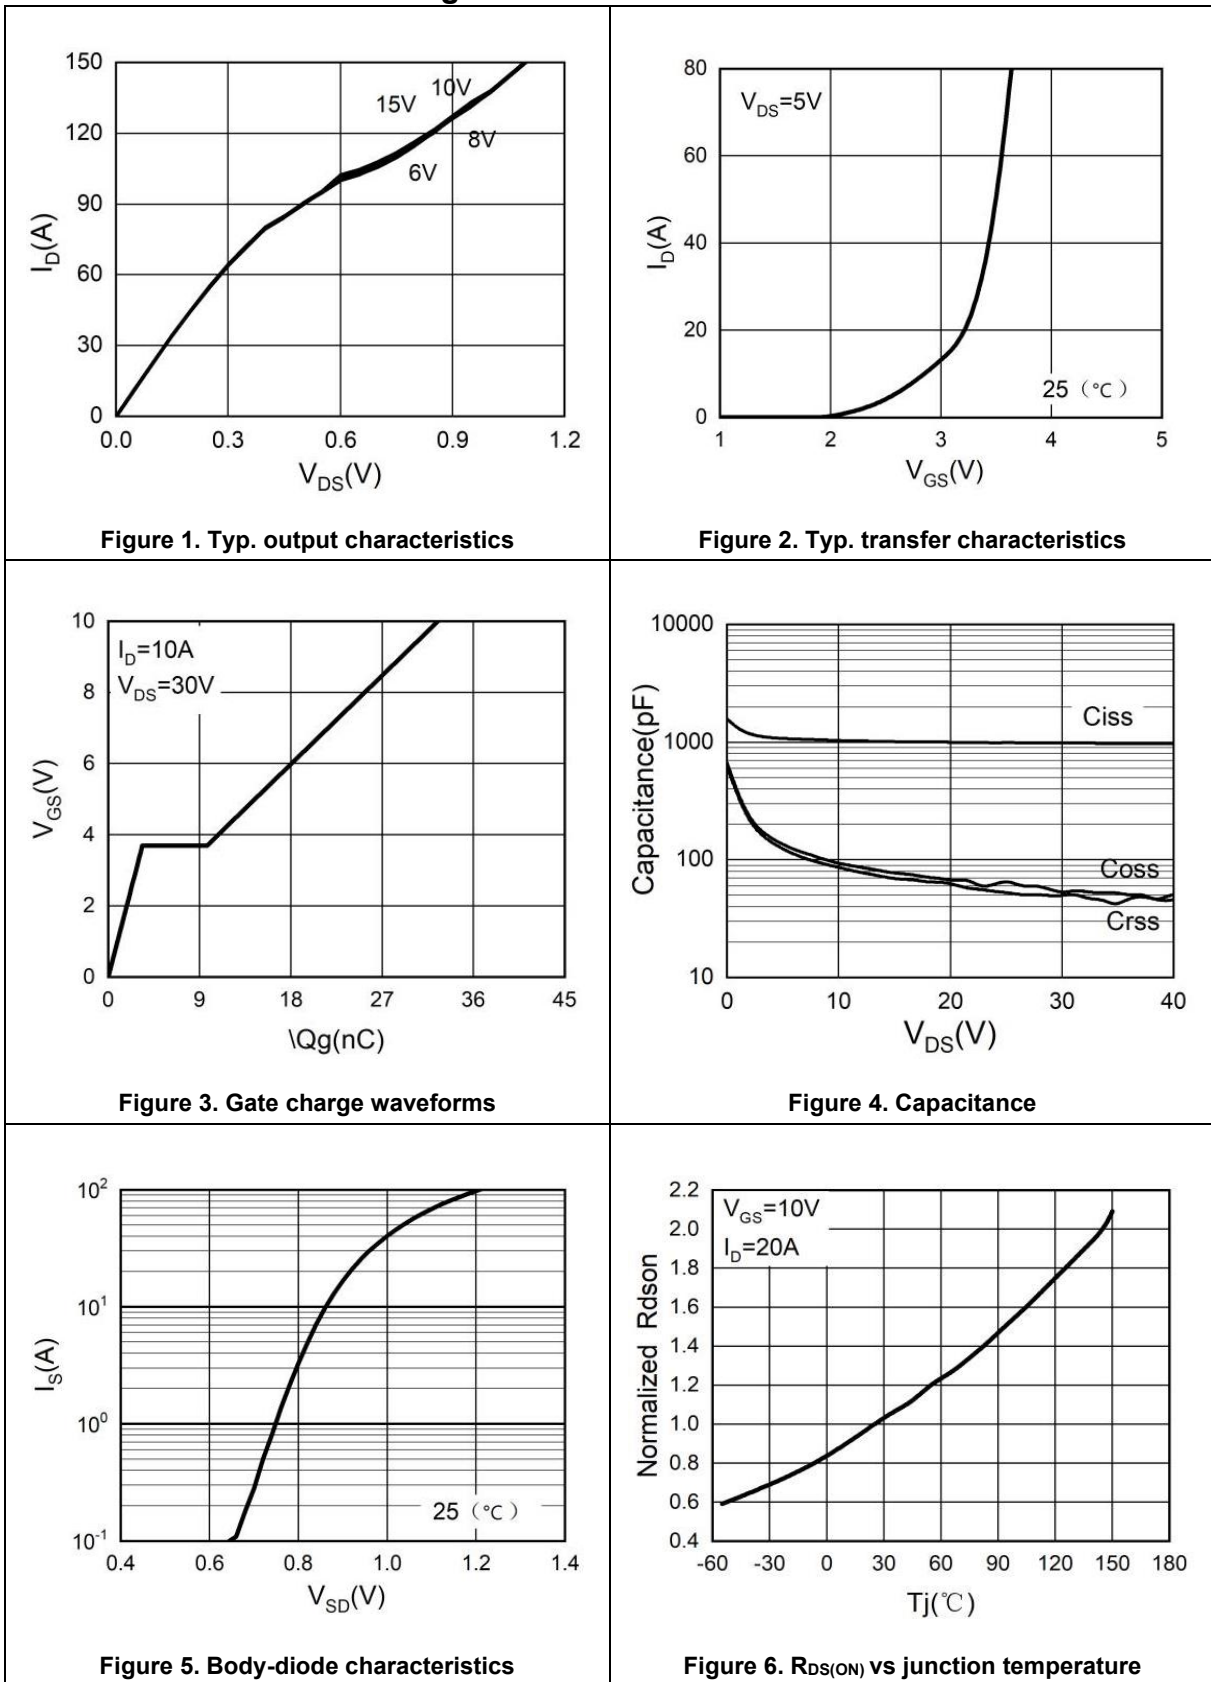 150
120
90
60
30
0
15V
10V
8V
6V
I_D(A)
0.0 0.3 0.6 0.9 1.2
V_DS(V)
Figure 1. Typ. output characteristics
80
60
40
20
0
V_DS=5V
25（℃）
I_D(A)
1 2 3 4 5
V_GS(V)
Figure 2. Typ. transfer characteristics
10
8
6
4
2
0
I_D=10A
V_DS=30V
V_GS(V)
0 9 18 27 36 45
\Qg(nC)
Figure 3. Gate charge waveforms
10000
1000
100
10
Ciss
Coss
Crss
Capacitance(pF)
0 10 20 30 40
V_DS(V)
Figure 4. Capacitance
10²
10¹
10⁰
10⁻¹
25（℃）
I_S(A)
0.4 0.6 0.8 1.0 1.2 1.4
V_SD(V)
Figure 5. Body-diode characteristics
2.2
2.0
1.8
1.6
1.4
1.2
1.0
0.8
0.6
0.4
V_GS=10V
I_D=20A
Normalized Rdson
-60 -30 0 30 60 90 120 150 180
Tj(℃)
Figure 6. R_DS(ON) vs junction temperature